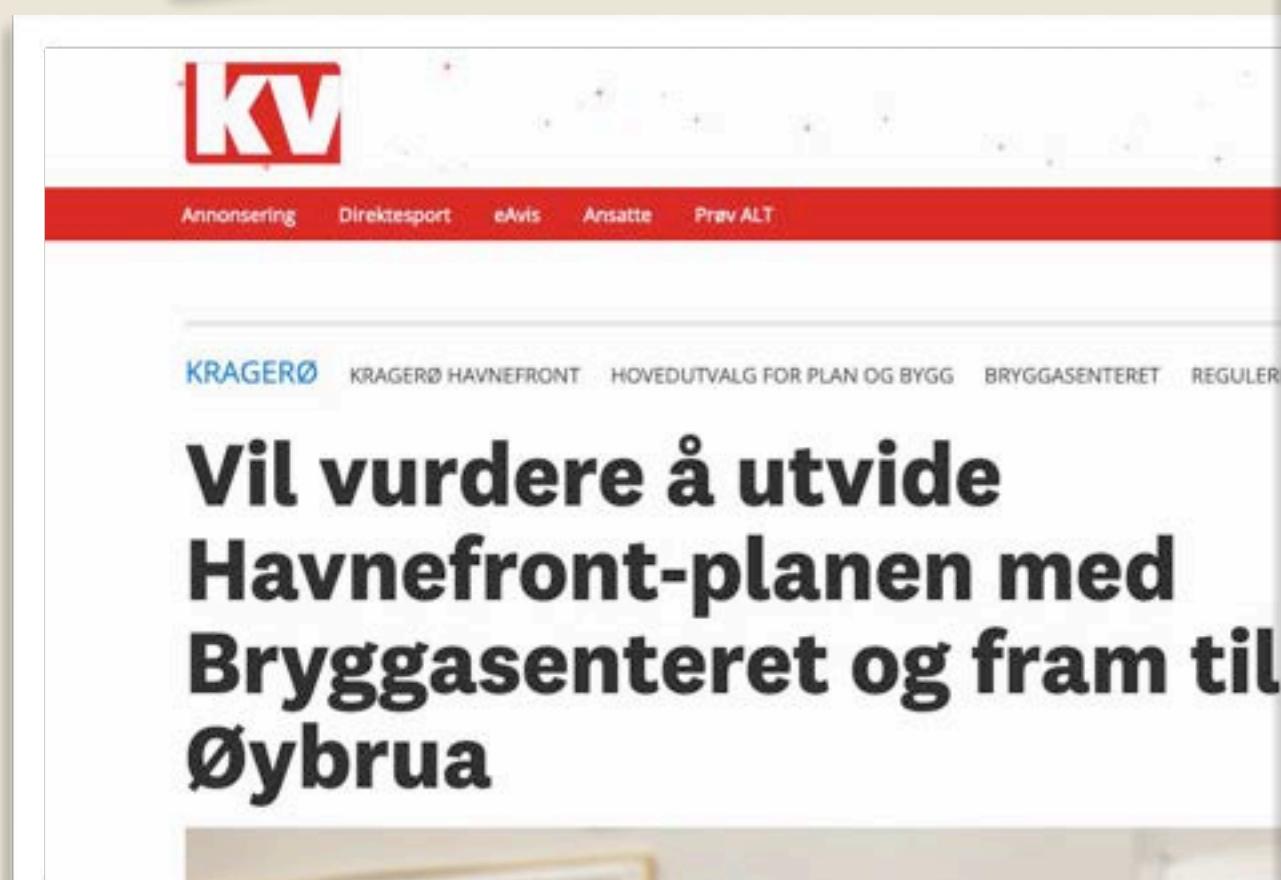 kv
Annonsering Direktesport eAvis Ansatte Prøv ALT
KRAGERØ KRAGERØ HAVNEFRONT HOVEDUTVALG FOR PLAN OG BYGG BRYGGASENTERET REGULER
Vil vurdere å utvide
Havnefront-planen med
Bryggasenteret og fram til
Øybrua